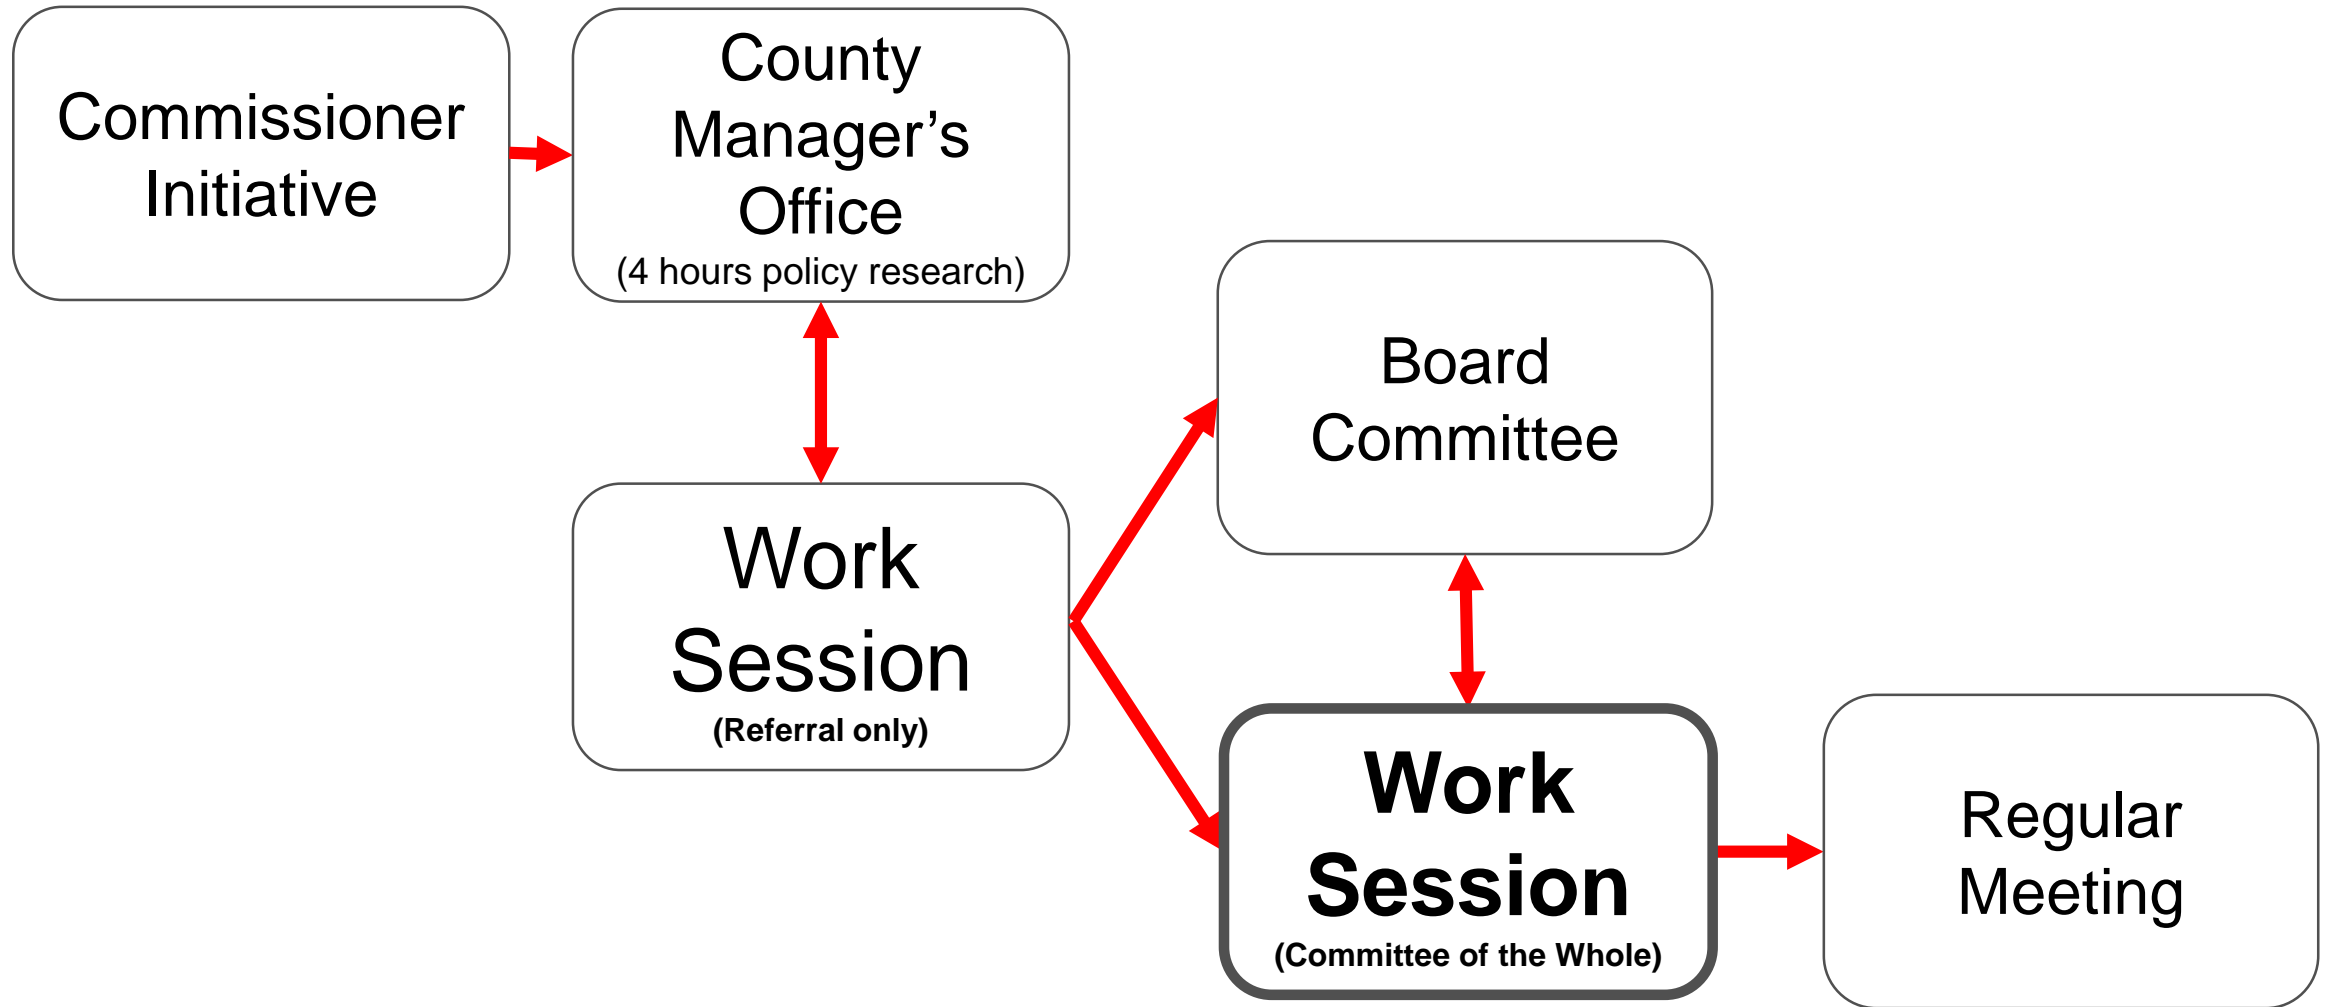 Commissioner
Initiative
County
Manager’s
Office
(4 hours policy research)
Work
Session
(Referral only)
Board
Committee
Work
Session
(Committee of the Whole)
Regular
Meeting